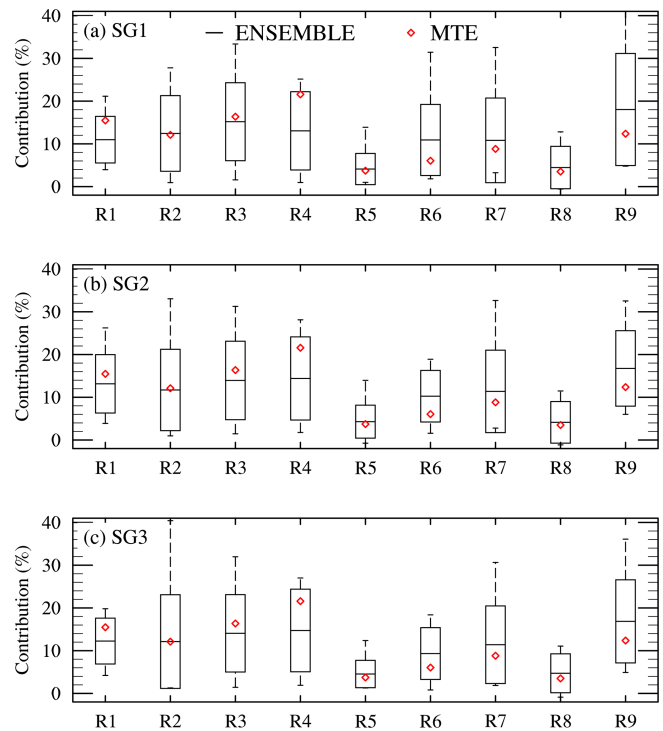 (a) SG1 — ENSEMBLE ◇ MTE
Contribution (%)
40
30
20
10
0
R1 R2 R3 R4 R5 R6 R7 R8 R9
(b) SG2
Contribution (%)
40
30
20
10
0
R1 R2 R3 R4 R5 R6 R7 R8 R9
(c) SG3
Contribution (%)
40
30
20
10
0
R1 R2 R3 R4 R5 R6 R7 R8 R9